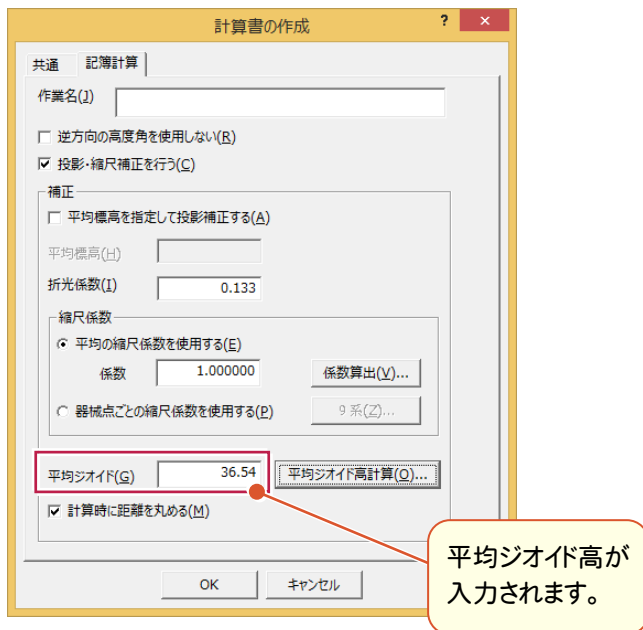 計算書の作成
? ×
共通 記簿計算
作業名(J)
逆方向の高度角を使用しない(R)
投影・縮尺補正を行う(C)
補正
平均標高を指定して投影補正する(A)
平均標高(H)
折光係数(I) 0.133
縮尺係数
平均の縮尺係数を使用する(E)
係数 1.000000 係数算出(V)...
器械点ごとの縮尺係数を使用する(P) 9 系(Z)...
平均ジオイド(G) 36.54 平均ジオイド高計算(O)...
計算時に距離を丸める(M)
平均ジオイド高が
入力されます。
OK キャンセル